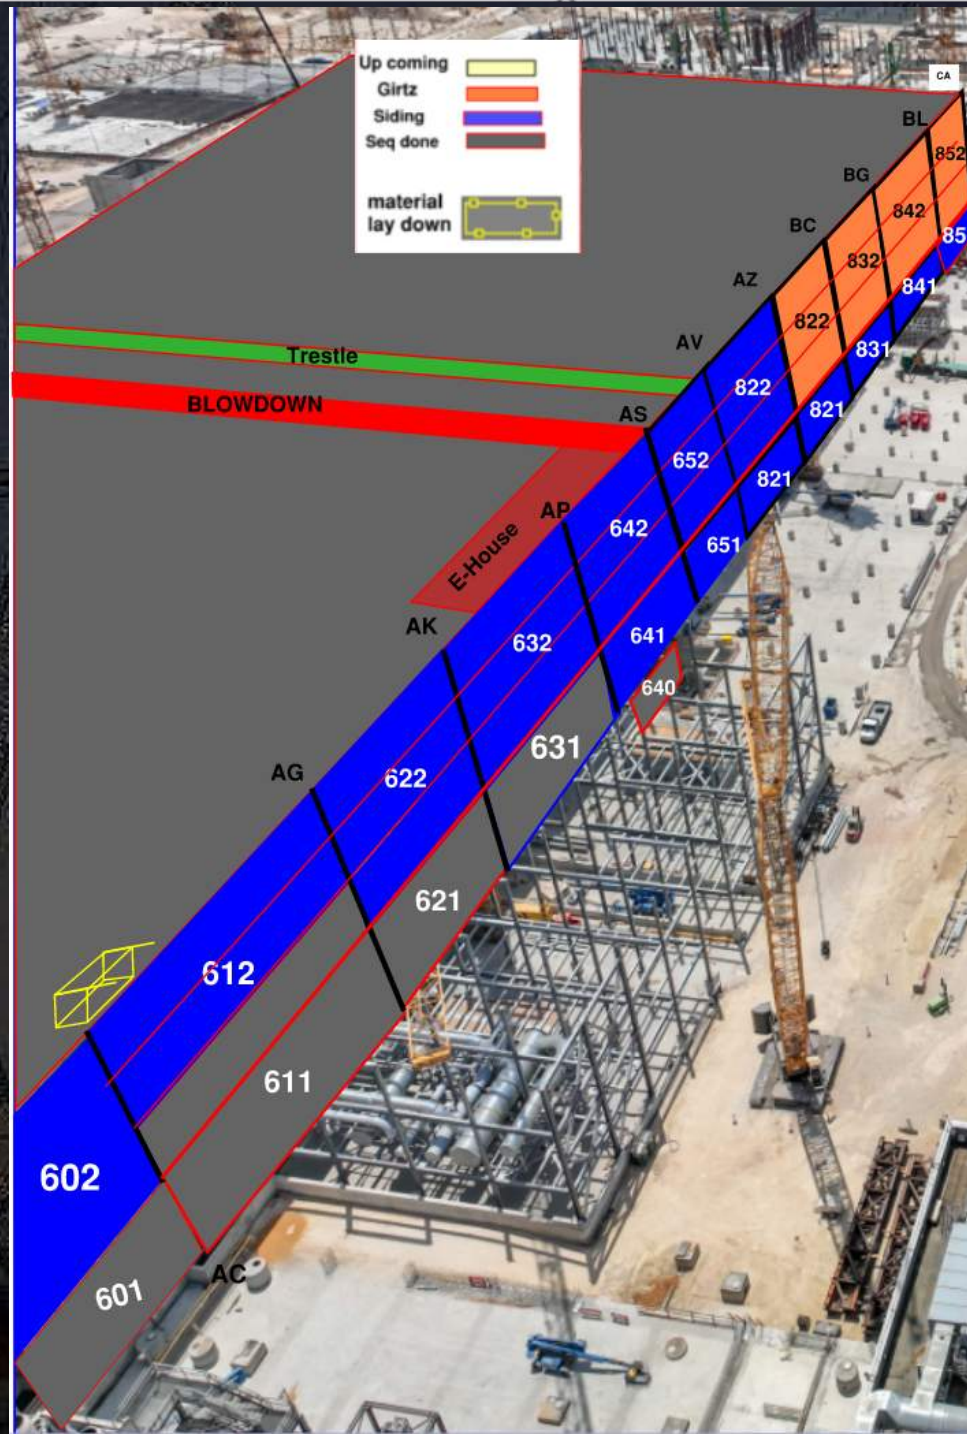 Up coming
Girtz
Siding
Seq done
material
lay down
CA
BL
852
BG
842
85
BC
832
841
AZ
822
831
AV
822
821
AS
652
821
Trestle
BLOWDOWN
642
651
AP
E-House
632
641
AK
640
631
622
AG
621
612
611
602
601
AC